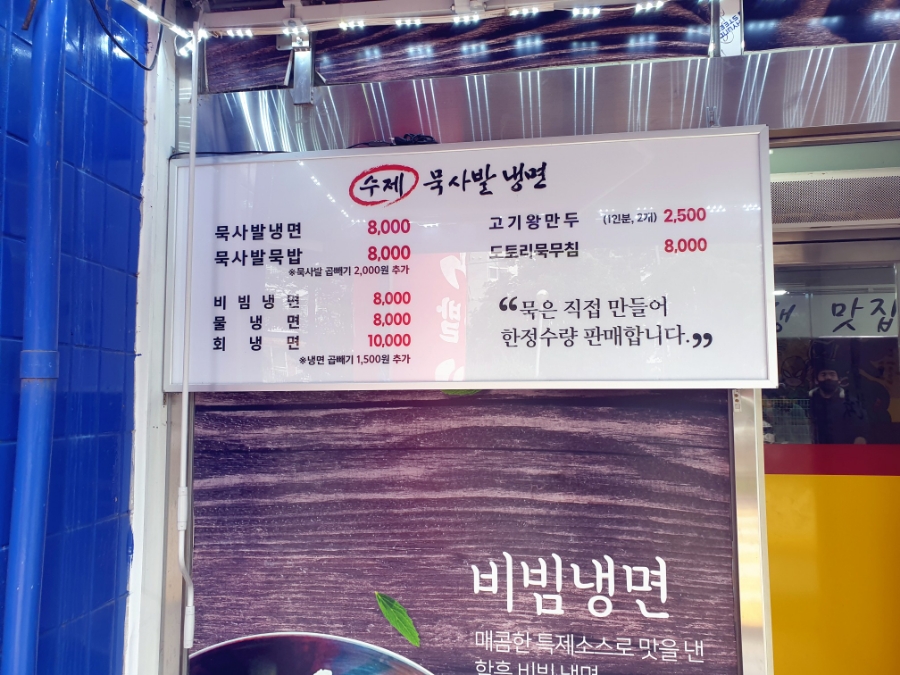 수제 묵사발 냉면
묵사발냉면 8,000
묵사발묵밥 8,000
※묵사발 곱빼기 2,000원 추가
비빔냉면 8,000
물냉면 8,000
회냉면 10,000
※냉면 곱빼기 1,500원 추가
고기왕만두 (1인분, 2개) 2,500
도토리묵무침 8,000
“묵은 직접 만들어
한정수량 판매합니다.”
맛집
비빔냉면
매콤한 특제소스로 맛을 낸
비빔 냉면